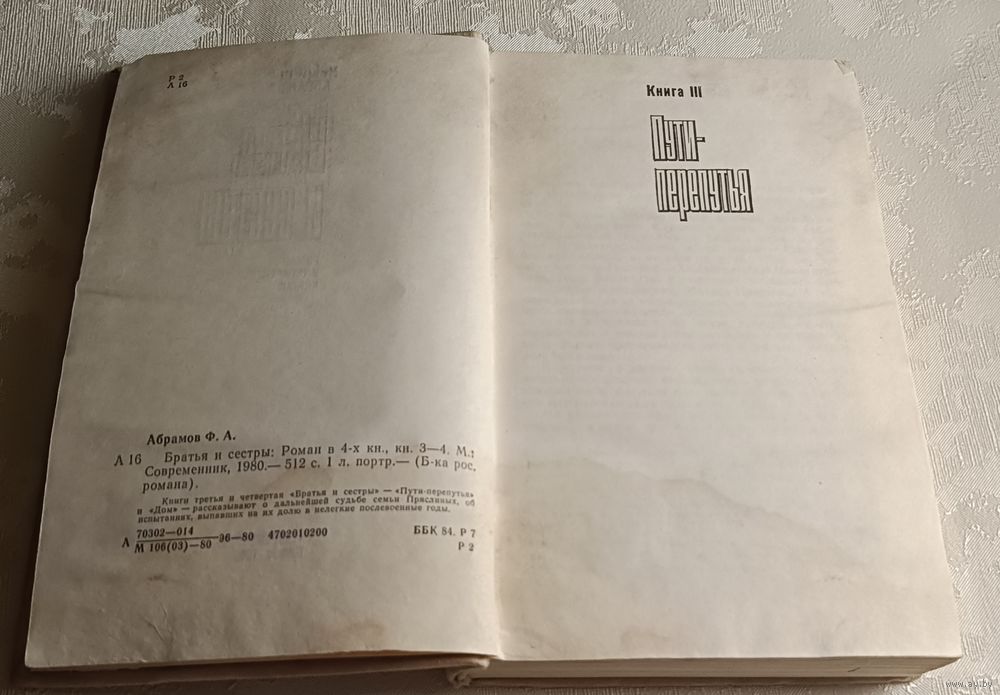 Р 2
А 16
Абрамов Ф. А.
А 16 Братья и сестры: Роман в 4-х кн., кн. 3—4. М.:
Современник, 1980.— 512 с. 1 л. портр.— (Б-ка рос.
романа).
Книги третья и четвертая «Братья и сестры» — «Пути-перепутья»
и «Дом» — рассказывают о дальнейшей судьбе семьи Пряслиных, об
испытаниях, выпавших на их долю в нелегкие послевоенные годы.
А 70302—014
М 106(03)—80 96—80 4702010200
ББК 84. Р 7
Р 2
Книга III
Пути-
перепутья
www.ay.by